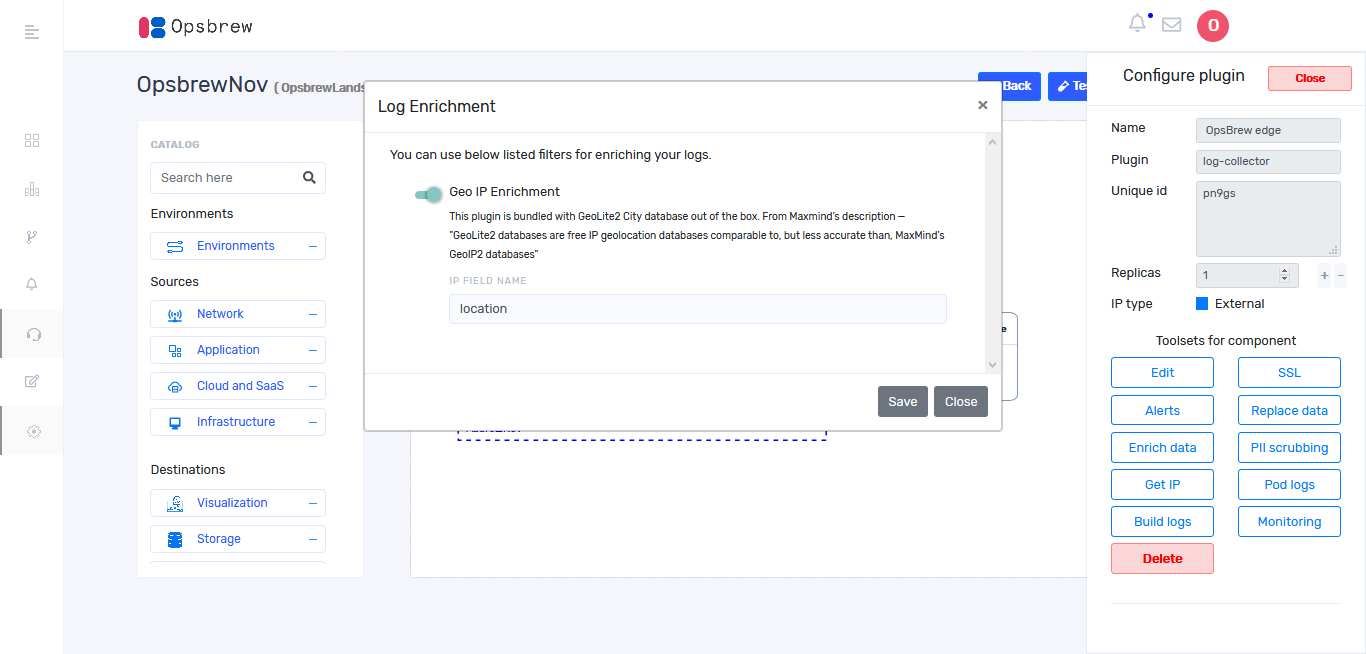 Opsbrew
O
OpsbrewNov ( OpsbrewLands
Back
Te
CATALOG
Search here
Environments
Environments
Sources
Network
Application
Cloud and SaaS
Infrastructure
Destinations
Visualization
Storage
Log Enrichment
×
You can use below listed filters for enriching your logs.
Geo IP Enrichment
This plugin is bundled with GeoLite2 City database out of the box. From Maxmind's description —
"GeoLite2 databases are free IP geolocation databases comparable to, but less accurate than, MaxMind's
GeoIP2 databases"
IP FIELD NAME
location
Save
Close
e
Configure plugin
Close
Name
OpsBrew edge
Plugin
log-collector
Unique id
pn9gs
Replicas
1
+
−
IP type
External
Toolsets for component
Edit
SSL
Alerts
Replace data
Enrich data
PII scrubbing
Get IP
Pod logs
Build logs
Monitoring
Delete